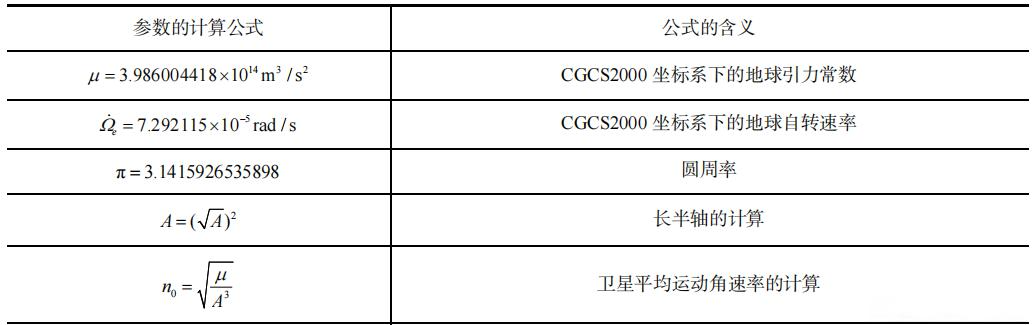 参数的计算公式 公式的含义
μ = 3.986004418×10¹⁴ m³ / s² CGCS2000 坐标系下的地球引力常数
Ω̇ₑ = 7.292115×10⁻⁵ rad / s CGCS2000 坐标系下的地球自转速率
π = 3.1415926535898 圆周率
A = (√A)² 长半轴的计算
n₀ = √(μ/A³) 卫星平均运动角速率的计算